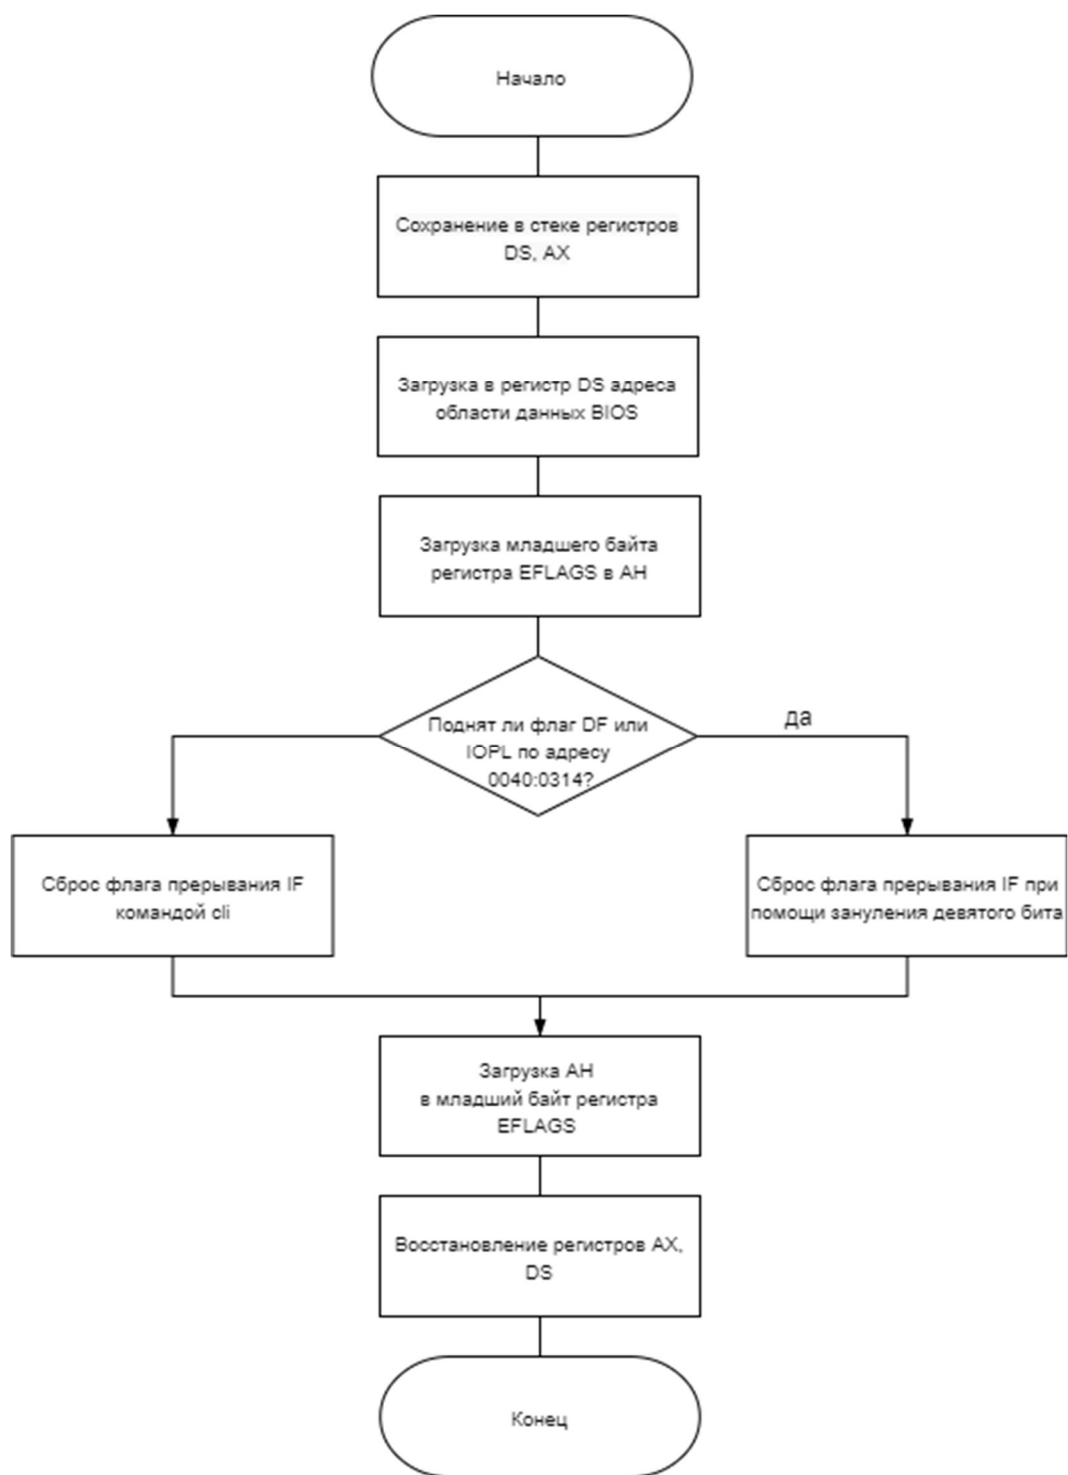 Начало
Сохранение в стеке регистров
DS, AX
Загрузка в регистр DS адреса
области данных BIOS
Загрузка младшего байта
регистра EFLAGS в AH
Поднят ли флаг DF или
IOPL по адресу
0040:0314?
да
Сброс флага прерывания IF
командой cli
Сброс флага прерывания IF при
помощи зануления девятого бита
Загрузка AH
в младший байт регистра
EFLAGS
Восстановление регистров AX,
DS
Конец